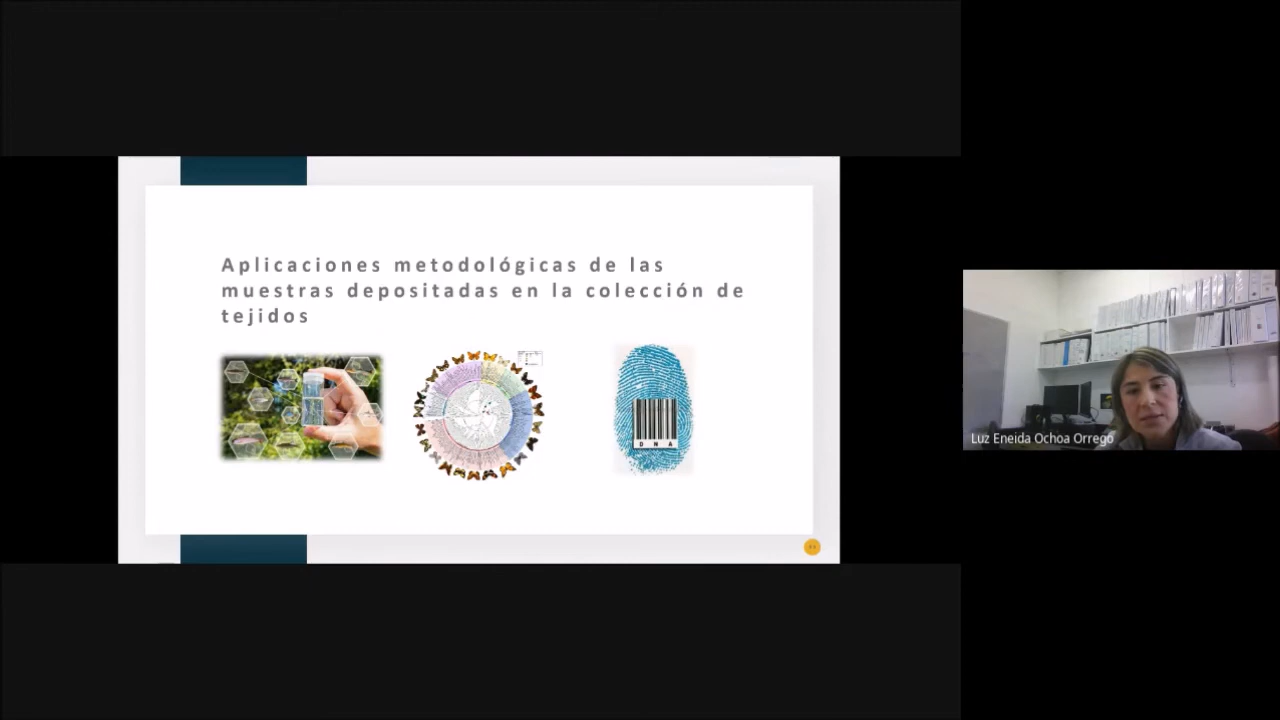 Aplicaciones metodológicas de las
muestras depositadas en la colección de
tejidos
DNA
Luz Eneida Ochoa Orrego